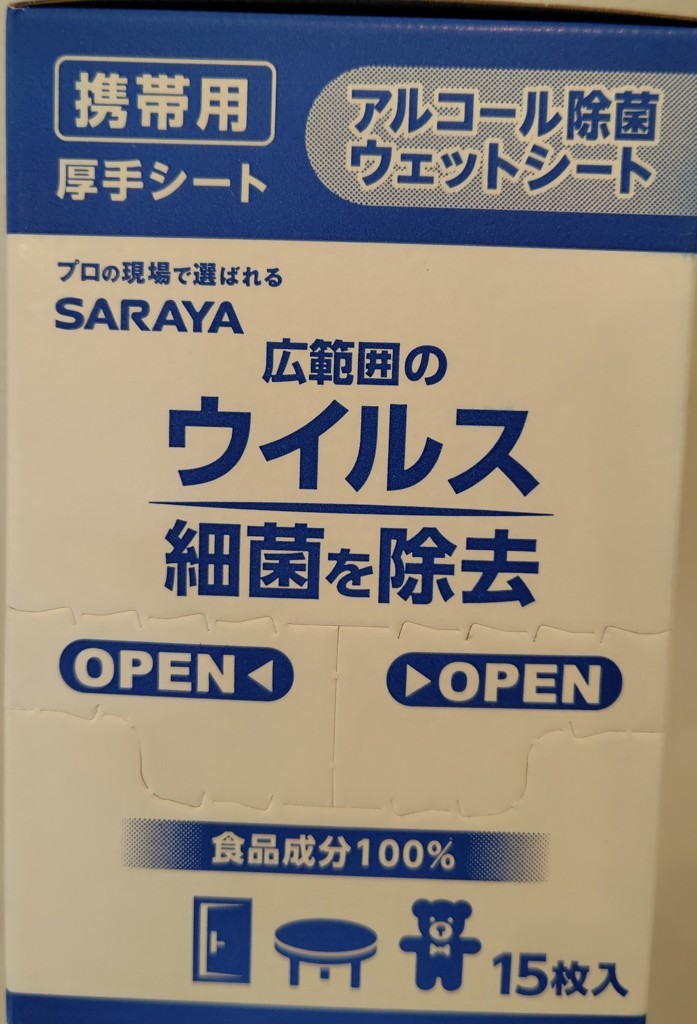 携帯用
厚手シート
アルコール除菌
ウェットシート
プロの現場で選ばれる
SARAYA
広範囲の
ウイルス
細菌を除去
OPEN◀
▶OPEN
食品成分100%
15枚入